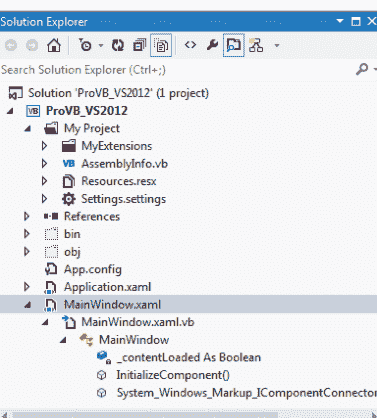 Solution Explorer
Search Solution Explorer (Ctrl+;)
Solution 'ProVB_VS2012' (1 project)
VB ProVB_VS2012
My Project
MyExtensions
VB AssemblyInfo.vb
Resources.resx
Settings.settings
References
bin
obj
App.config
Application.xaml
MainWindow.xaml
MainWindow.xaml.vb
MainWindow
_contentLoaded As Boolean
InitializeComponent()
System_Windows_Markup_IComponentConnector